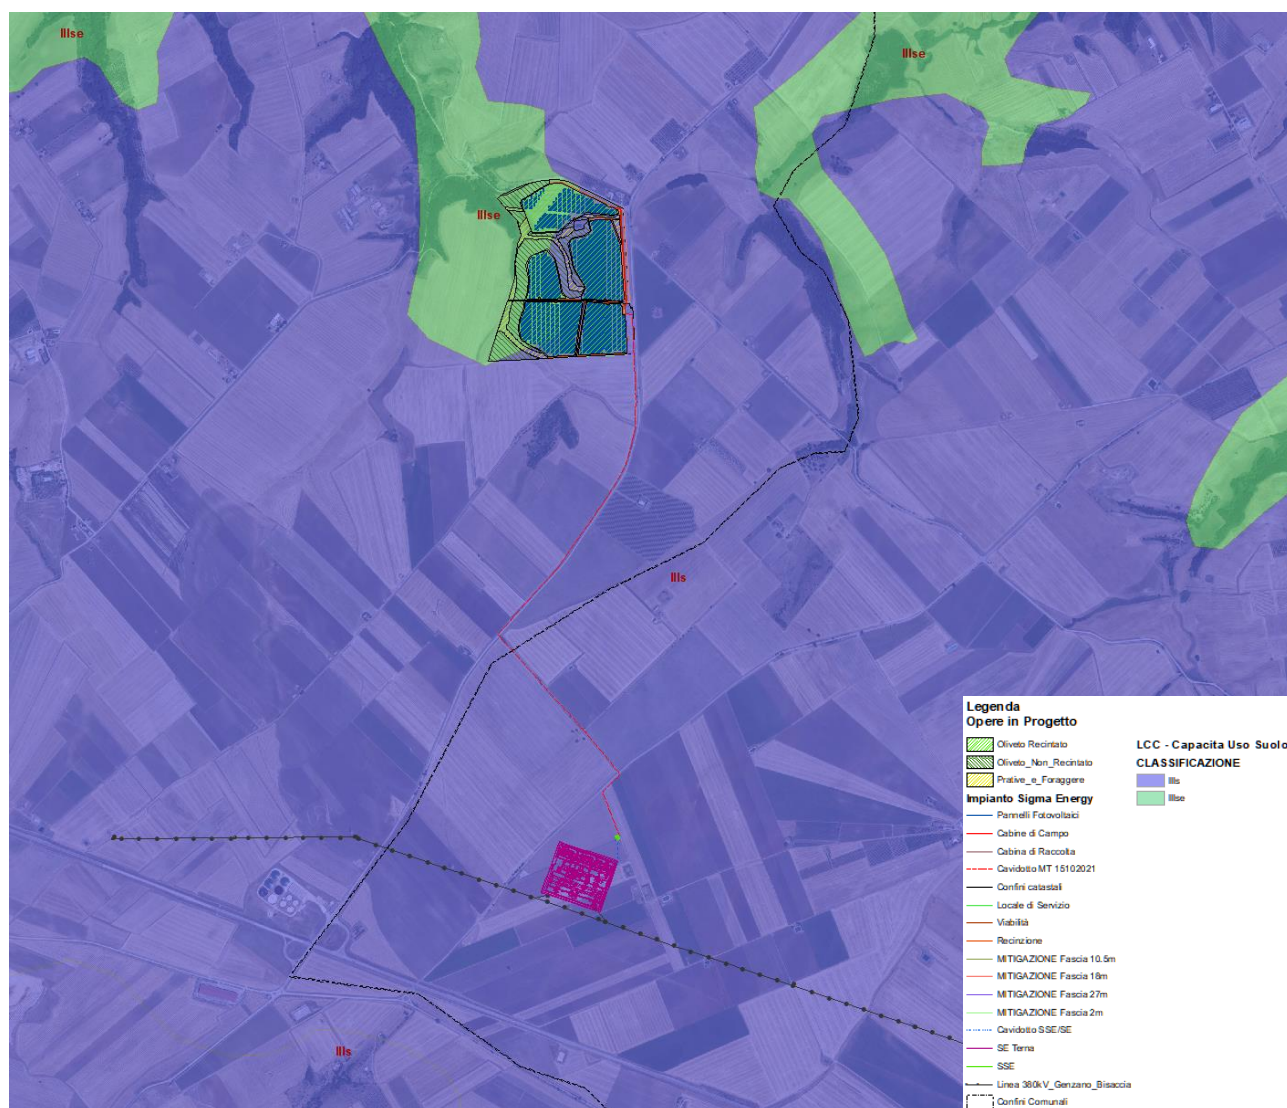 IIIse
IIIse
IIIse
IIIs
IIIs
Legenda
Opere in Progetto
Oliveto Recintato
Oliveto_Non_Recintato
Prative_e_Foraggere
Impianto Sigma Energy
Pannelli Fotovoltaici
Cabine di Campo
Cabina di Raccolta
Cavidotto MT 15102021
Confini catastali
Locale di Servizio
Viabilità
Recinzione
MITIGAZIONE Fascia 10.5m
MITIGAZIONE Fascia 18m
MITIGAZIONE Fascia 27m
MITIGAZIONE Fascia 2m
Cavidotto SSE/SE
SE Terna
SSE
Linea 380kV_Genzano_Bisaccia
Confini Comunali
LCC - Capacita Uso Suolo
CLASSIFICAZIONE
IIIs
IIIse